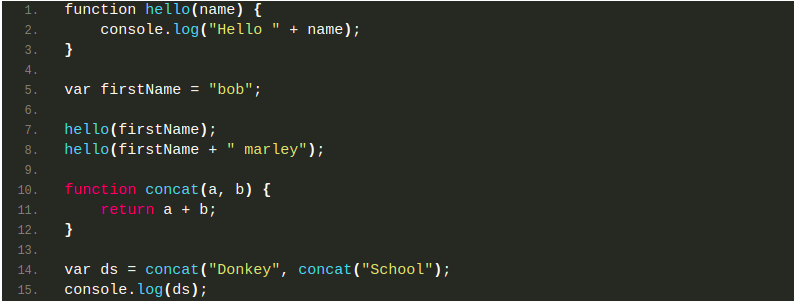 1. function hello(name) {
2.     console.log("Hello " + name);
3. }
4.
5. var firstName = "bob";
6.
7. hello(firstName);
8. hello(firstName + " marley");
9.
10. function concat(a, b) {
11.     return a + b;
12. }
13.
14. var ds = concat("Donkey", concat("School");
15. console.log(ds);